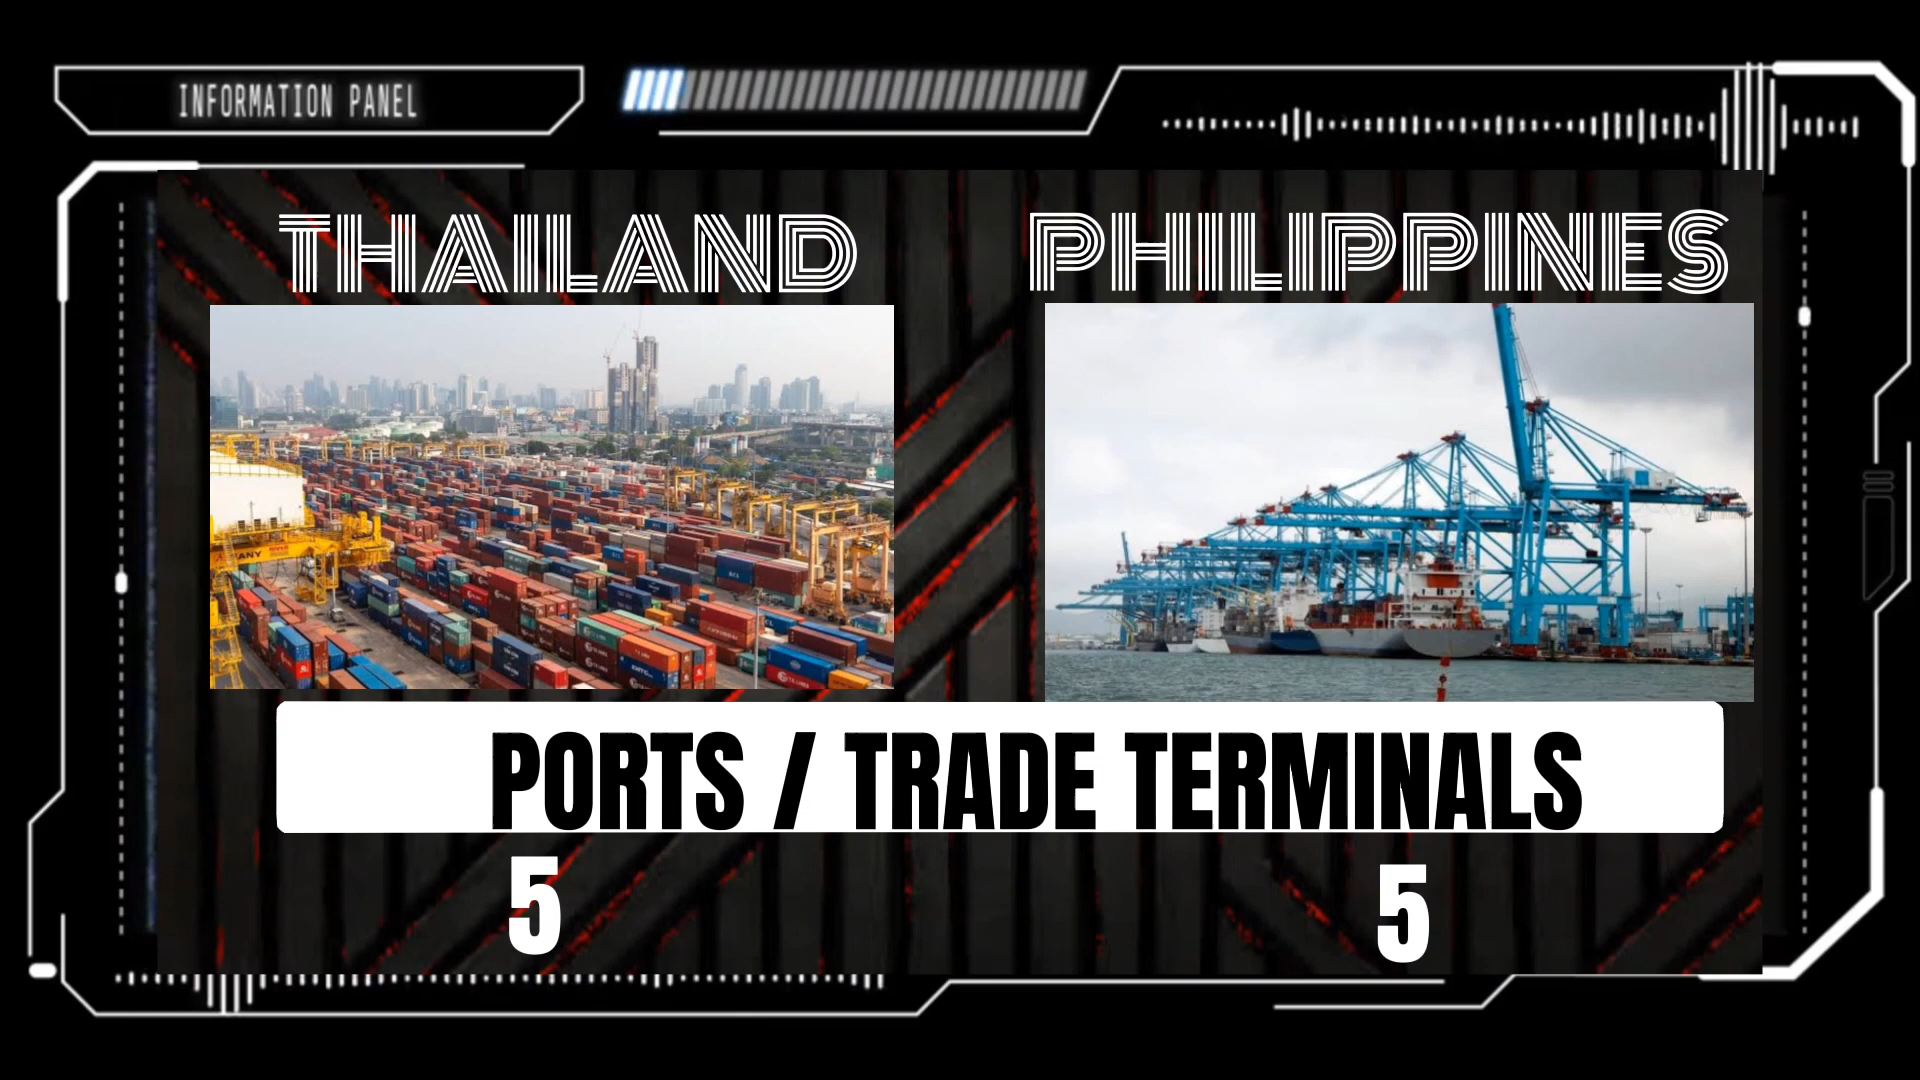 INFORMATION PANEL
THAILAND
PHILIPPINES
PORTS / TRADE TERMINALS
5
5